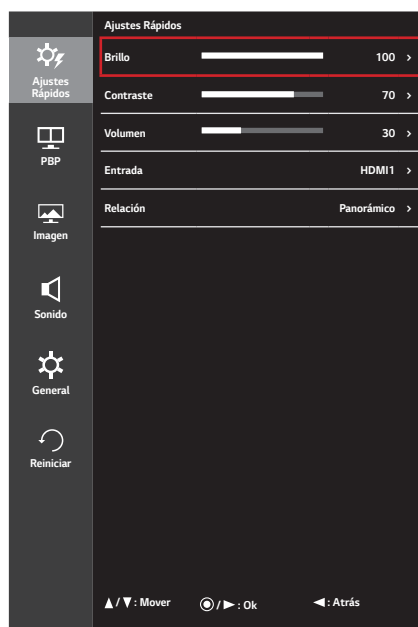 Ajustes Rápidos
Ajustes
Rápidos
PBP
Imagen
Sonido
General
Reiniciar
Brillo 100 >
Contraste 70 >
Volumen 30 >
Entrada HDMI1 >
Relación Panorámico >
▲/▼: Mover ◉/►: Ok ◄: Atrás